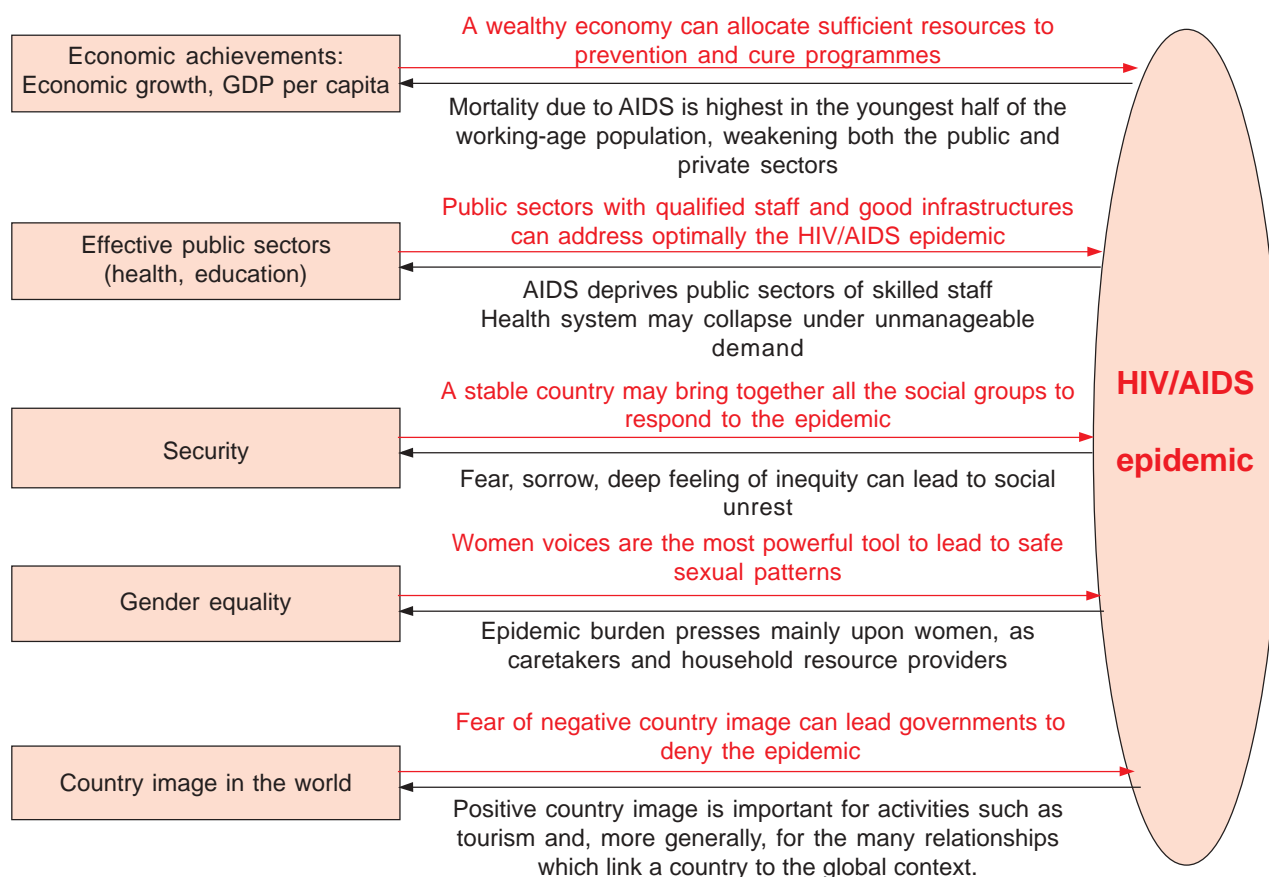 Economic achievements:
Economic growth, GDP per capita
A wealthy economy can allocate sufficient resources to
prevention and cure programmes
Mortality due to AIDS is highest in the youngest half of the
working-age population, weakening both the public and
private sectors
Effective public sectors
(health, education)
Public sectors with qualified staff and good infrastructures
can address optimally the HIV/AIDS epidemic
AIDS deprives public sectors of skilled staff
Health system may collapse under unmanageable
demand
Security
A stable country may bring together all the social groups to
respond to the epidemic
Fear, sorrow, deep feeling of inequity can lead to social
unrest
Gender equality
Women voices are the most powerful tool to lead to safe
sexual patterns
Epidemic burden presses mainly upon women, as
caretakers and household resource providers
Country image in the world
Fear of negative country image can lead governments to
deny the epidemic
Positive country image is important for activities such as
tourism and, more generally, for the many relationships
which link a country to the global context.
HIV/AIDS
epidemic